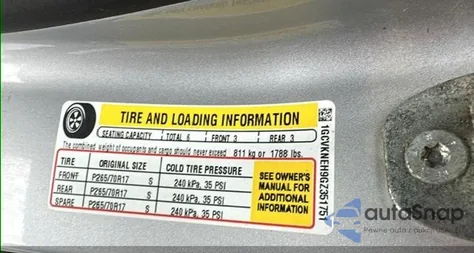 TIRE AND LOADING INFORMATION
SEATING CAPACITY TOTAL 6 FRONT 3 REAR 3
The combined weight of occupants and cargo should never exceed 811 kg or 1788 lbs.
TIRE ORIGINAL SIZE COLD TIRE PRESSURE
FRONT P265/70R17 S 240 kPa, 35 PSI
REAR P265/70R17 S 240 kPa, 35 PSI
SPARE P265/70R17 S 240 kPa, 35 PSI
SEE OWNER'S
MANUAL FOR
ADDITIONAL
INFORMATION
autoSnap
Pewne auto